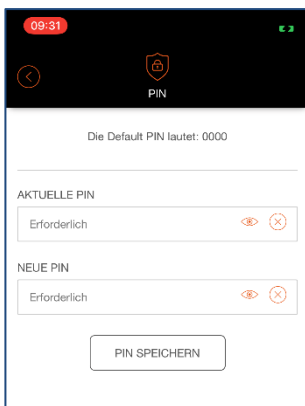 09:31
PIN
Die Default PIN lautet: 0000
AKTUELLE PIN
Erforderlich
NEUE PIN
Erforderlich
PIN SPEICHERN